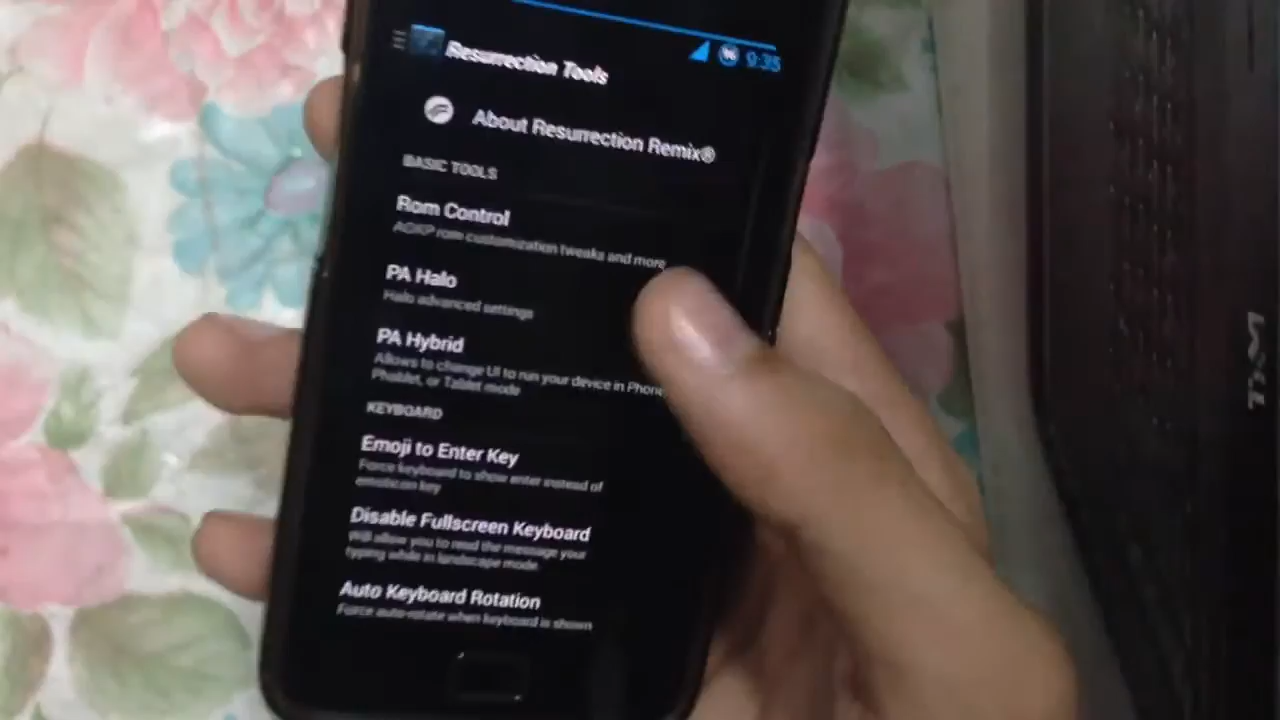 9:35
Resurrection Tools
About Resurrection Remix®
BASIC TOOLS
Rom Control
AOKP rom customization tweaks and more
PA Halo
Halo advanced settings
PA Hybrid
Allows to change UI to run your device in Phone,
Phablet, or Tablet mode
KEYBOARD
Emoji to Enter Key
Force keyboard to show enter instead of
emoticon key
Disable Fullscreen Keyboard
Will allow you to read the message your
typing while in landscape mode
Auto Keyboard Rotation
Force auto-rotate when keyboard is shown
DELL